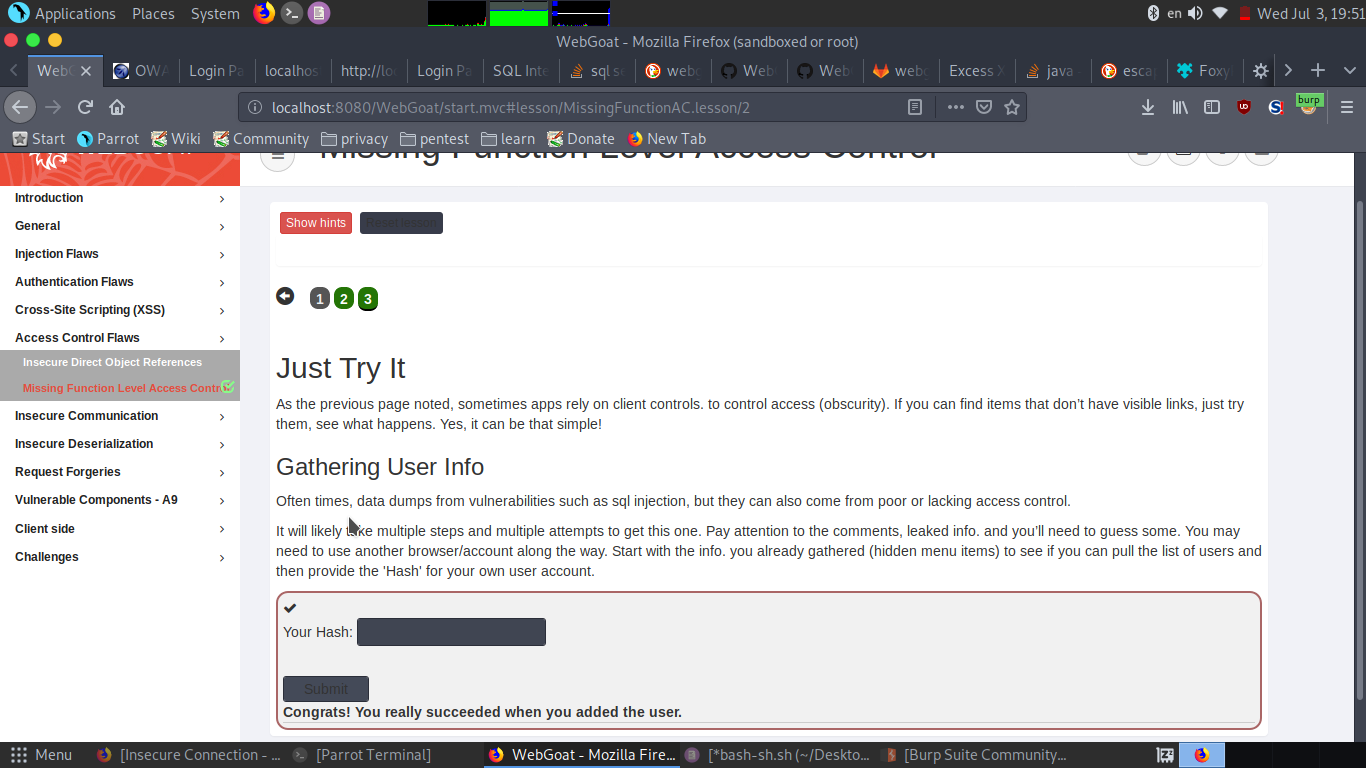 Applications Places System en Wed Jul 3, 19:51
WebGoat - Mozilla Firefox (sandboxed or root)
WebG OWA Login Pa localhos http://loc Login Pa SQL Inte sql se webg Web Web webg Excess X java escap Foxy
localhost:8080/WebGoat/start.mvc#lesson/MissingFunctionAC.lesson/2 burp
Start Parrot Wiki Community privacy pentest learn Donate New Tab
Missing Function Level Access Control
Introduction
General
Injection Flaws
Authentication Flaws
Cross-Site Scripting (XSS)
Access Control Flaws
Insecure Direct Object References
Missing Function Level Access Contr
Insecure Communication
Insecure Deserialization
Request Forgeries
Vulnerable Components - A9
Client side
Challenges
Show hints Reset lesson
1 2 3
Just Try It
As the previous page noted, sometimes apps rely on client controls. to control access (obscurity). If you can find items that don’t have visible links, just try
them, see what happens. Yes, it can be that simple!
Gathering User Info
Often times, data dumps from vulnerabilities such as sql injection, but they can also come from poor or lacking access control.
It will likely take multiple steps and multiple attempts to get this one. Pay attention to the comments, leaked info. and you’ll need to guess some. You may
need to use another browser/account along the way. Start with the info. you already gathered (hidden menu items) to see if you can pull the list of users and
then provide the 'Hash' for your own user account.
Your Hash:
Submit
Congrats! You really succeeded when you added the user.
Menu [Insecure Connection - ... [Parrot Terminal] WebGoat - Mozilla Fire... [*bash-sh.sh (~/Deskto... [Burp Suite Community...